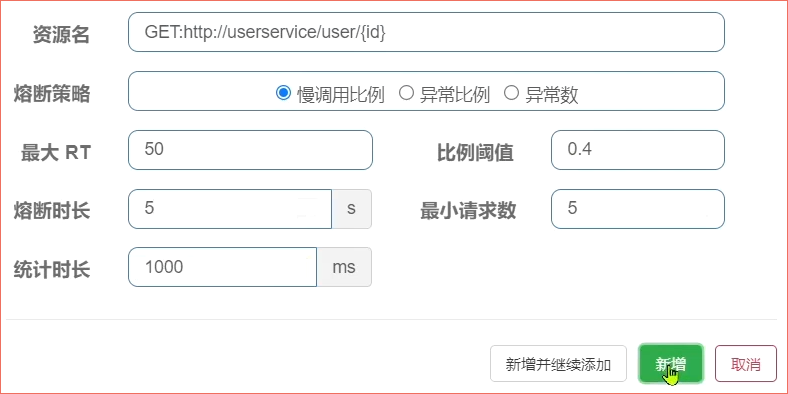 资源名 GET:http://userservice/user/{id}
熔断策略 慢调用比例 异常比例 异常数
最大 RT 50 比例阈值 0.4
熔断时长 5 s 最小请求数 5
统计时长 1000 ms
新增并继续添加 新增 取消